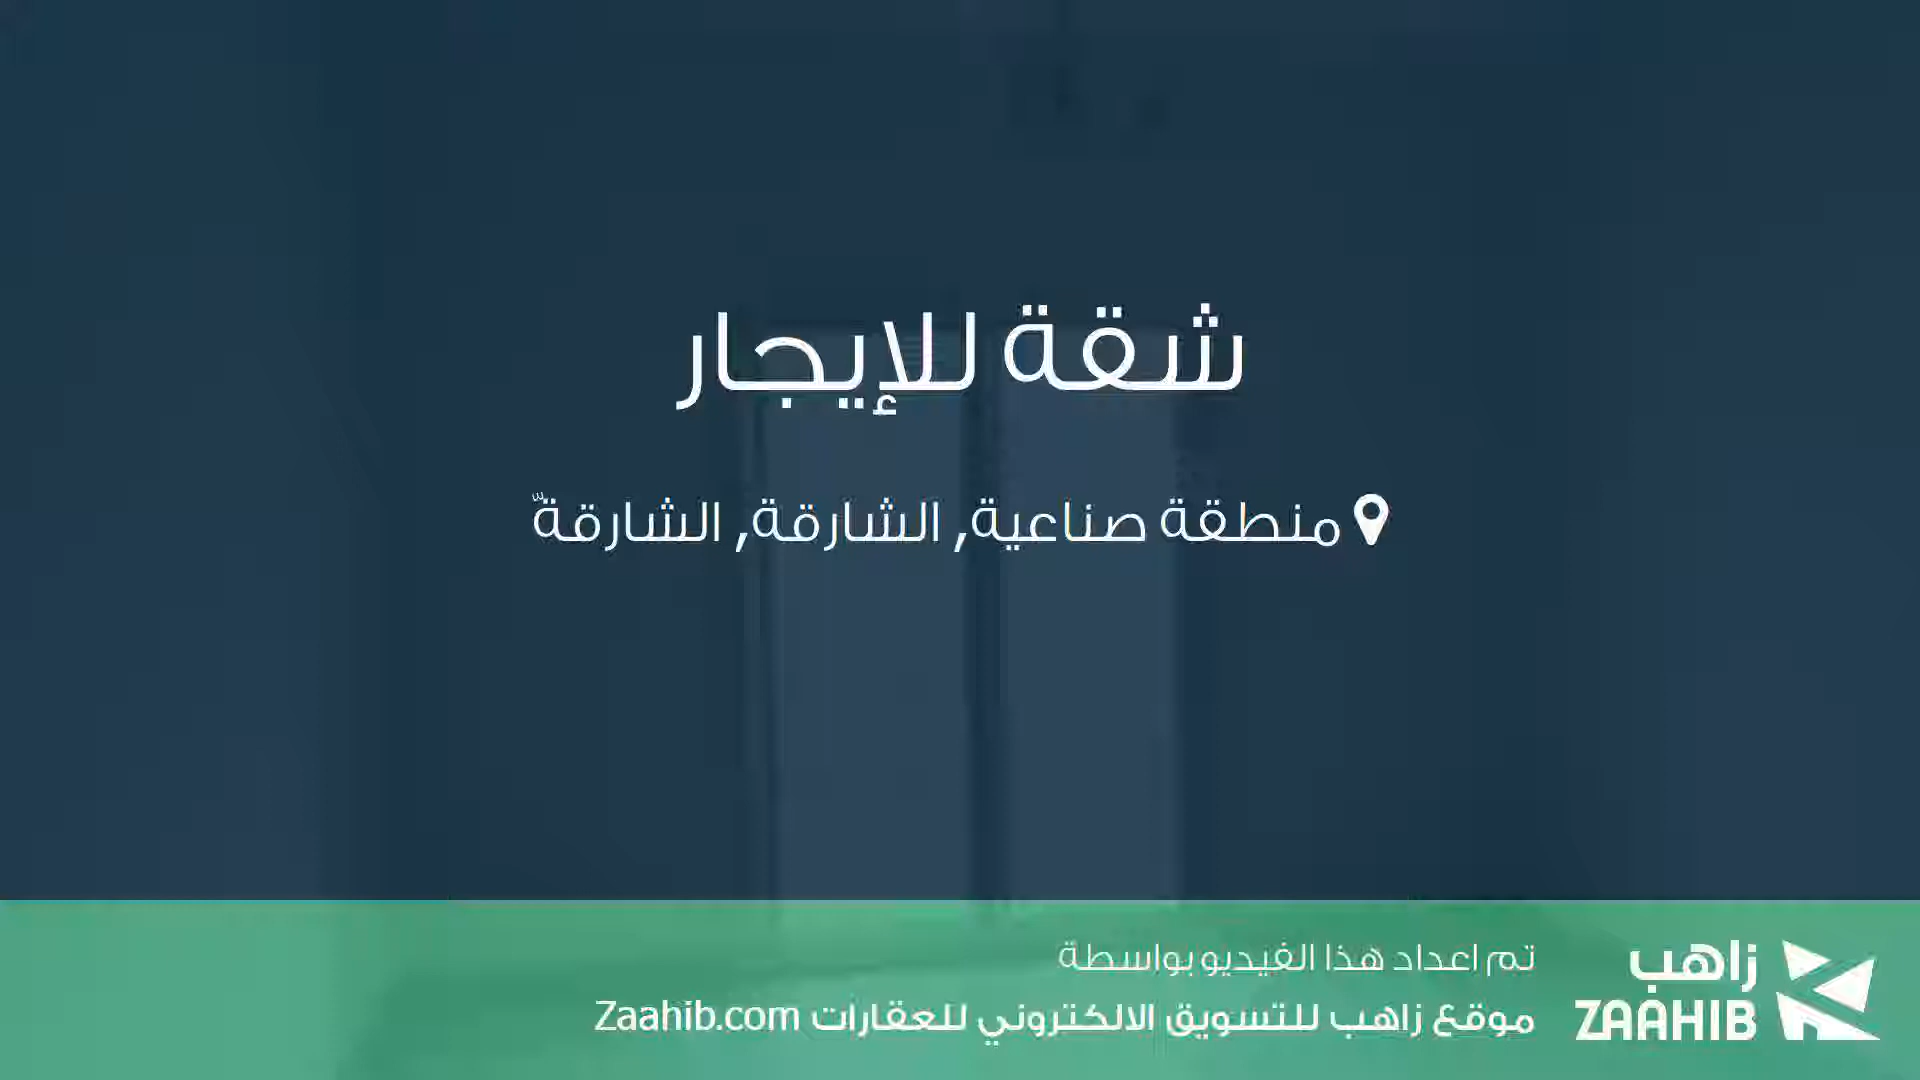 شقة للإيجار
منطقة صناعية, الشارقة, الشارقةّ
تم اعداد هذا الفيديو بواسطة
موقع زاهب للتسويق الالكتروني للعقارات Zaahib.com
زاهب
ZAAHIB